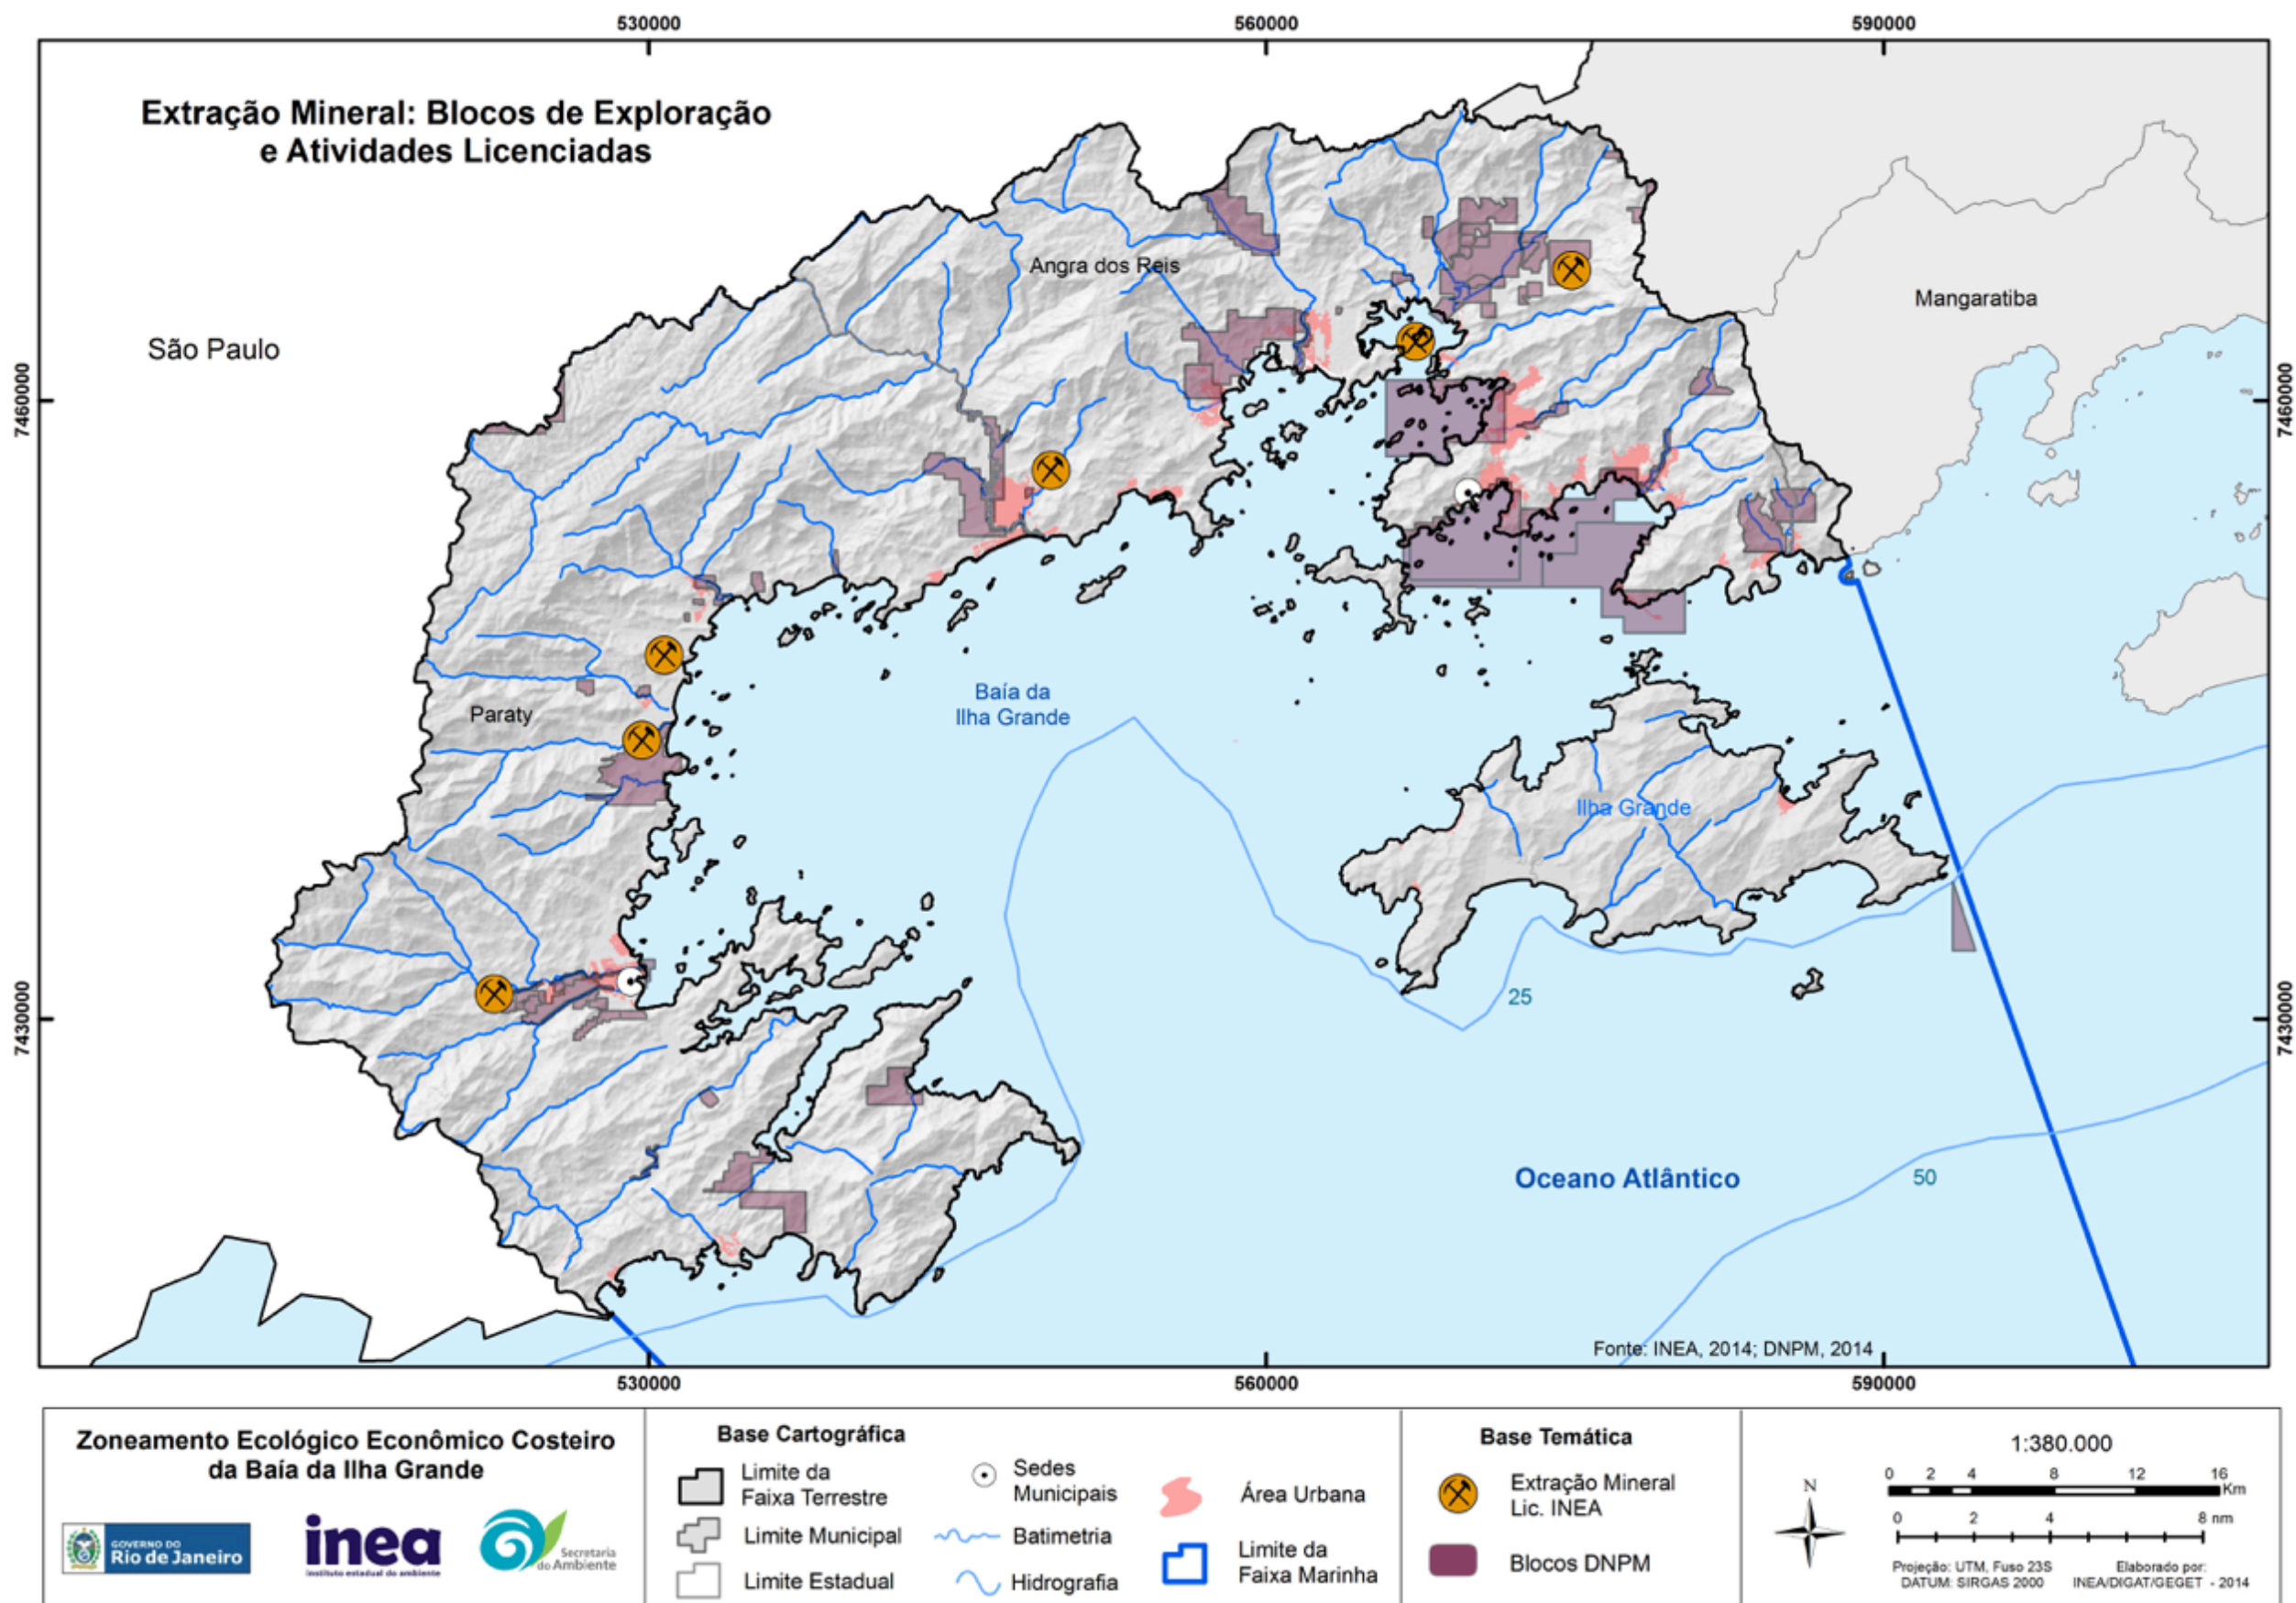 530000
560000
590000
Extração Mineral: Blocos de Exploração
e Atividades Licenciadas
Angra dos Reis
Mangaratiba
São Paulo
7460000
7460000
Baía da
Ilha Grande
Paraty
Ilha Grande
7430000
7430000
25
Oceano Atlântico
50
Fonte: INEA, 2014; DNPM, 2014
530000
560000
590000
Zoneamento Ecológico Econômico Costeiro
da Baía da Ilha Grande
GOVERNO DO
Rio de Janeiro
inea
instituto estadual do ambiente
Secretaria
do Ambiente
Base Cartográfica
Limite da
Faixa Terrestre
Limite Municipal
Limite Estadual
Sedes
Municipais
Batimetria
Hidrografia
Área Urbana
Limite da
Faixa Marinha
Base Temática
Extração Mineral
Lic. INEA
Blocos DNPM
N
1:380.000
0 2 4 8 12 16
Km
0 2 4 8 nm
Projeção: UTM, Fuso 23S
DATUM: SIRGAS 2000
Elaborado por:
INEA/DIGAT/GEGET - 2014